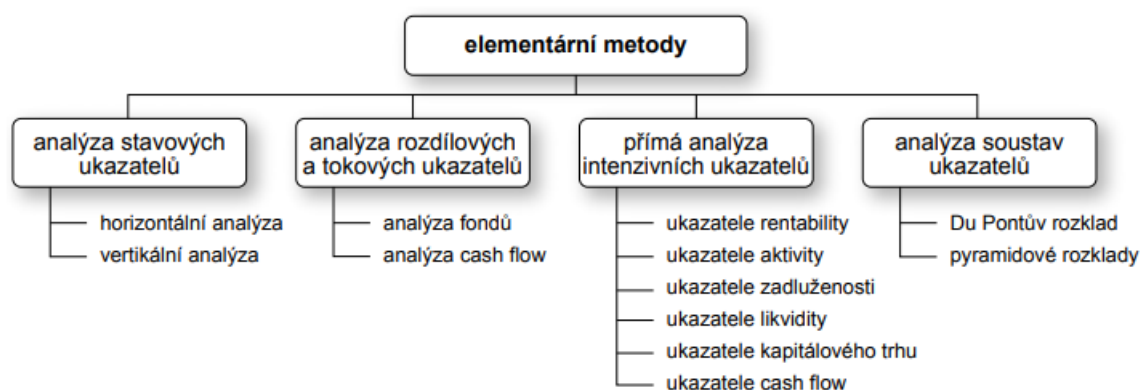 elementární metody
analýza stavových
ukazatelů
horizontální analýza
vertikální analýza
analýza rozdílových
a tokových ukazatelů
analýza fondů
analýza cash flow
přímá analýza
intenzivních ukazatelů
ukazatele rentability
ukazatele aktivity
ukazatele zadluženosti
ukazatele likvidity
ukazatele kapitálového trhu
ukazatele cash flow
analýza soustav
ukazatelů
Du Pontův rozklad
pyramidové rozklady